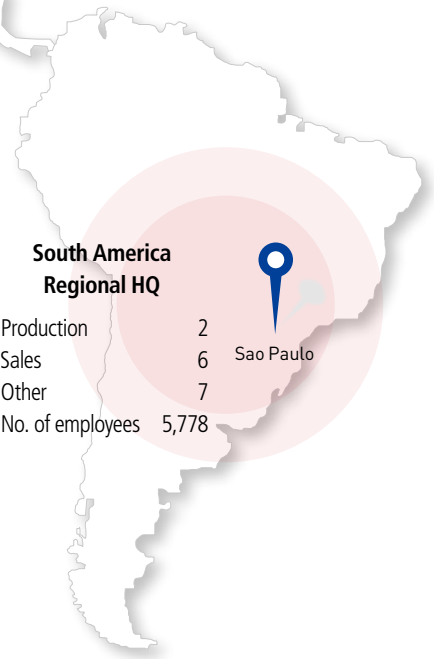 South America
Regional HQ
Production 2
Sales 6
Other 7
No. of employees 5,778
Sao Paulo